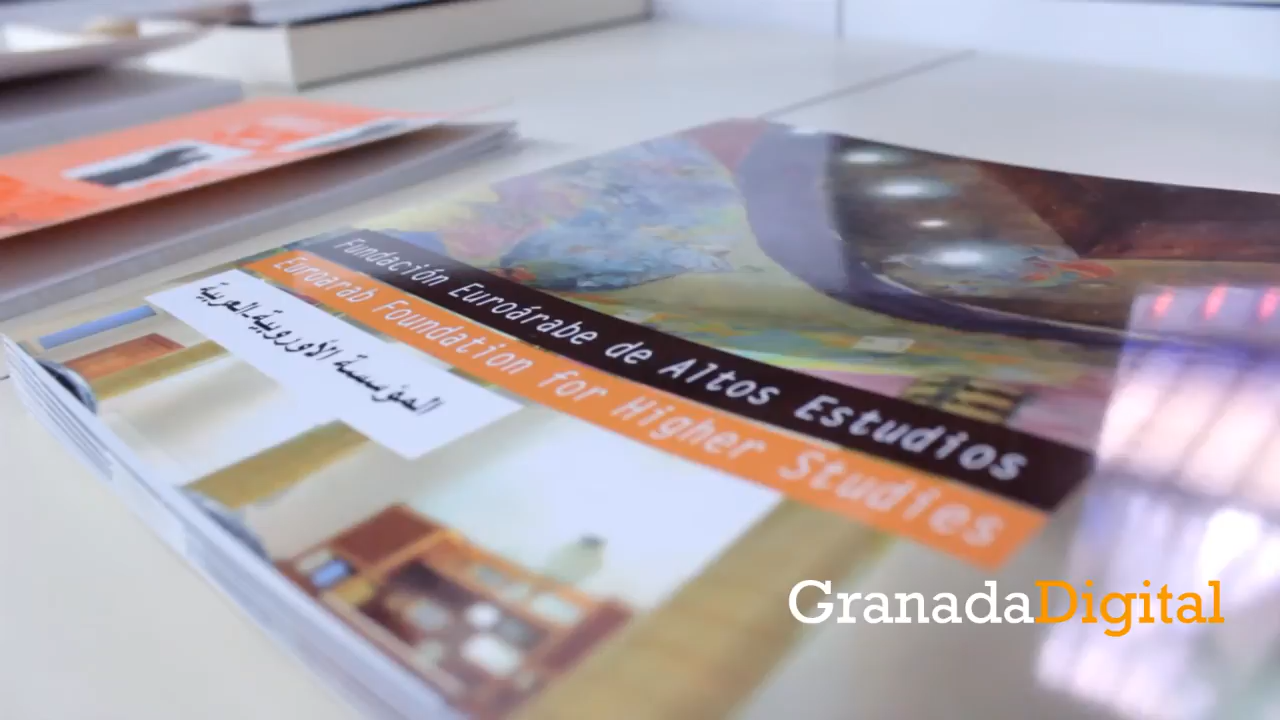 Fundación Euroárabe de Altos Estudios
Euroarab Foundation for Higher Studies
المؤسسة الأوروبية العربية
GranadaDigital